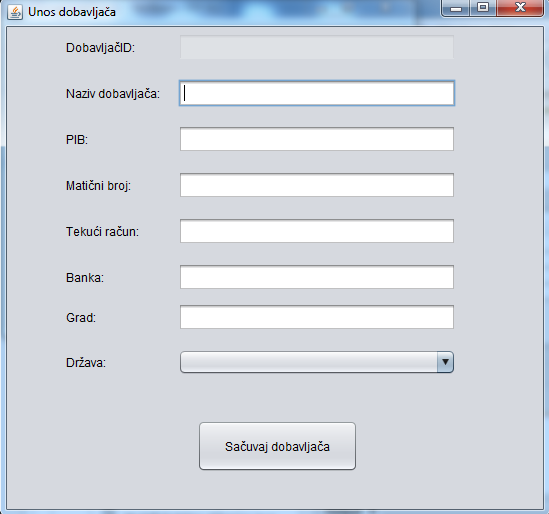 Unos dobavljača
DobavljačID:
Naziv dobavljača:
PIB:
Matični broj:
Tekući račun:
Banka:
Grad:
Država:
Sačuvaj dobavljača